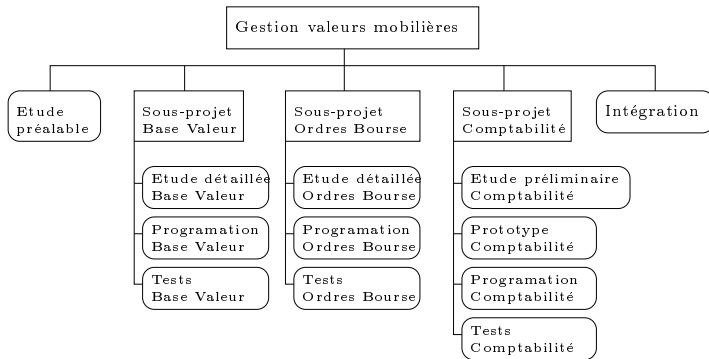 Gestion valeurs mobilières
Etude
préalable
Sous-projet
Base Valeur
Sous-projet
Ordres Bourse
Sous-projet
Comptabilité
Intégration
Etude détaillée
Base Valeur
Etude détaillée
Ordres Bourse
Etude préliminaire
Comptabilité
Programation
Base Valeur
Programation
Ordres Bourse
Prototype
Comptabilité
Tests
Base Valeur
Tests
Ordres Bourse
Programation
Comptabilité
Tests
Comptabilité